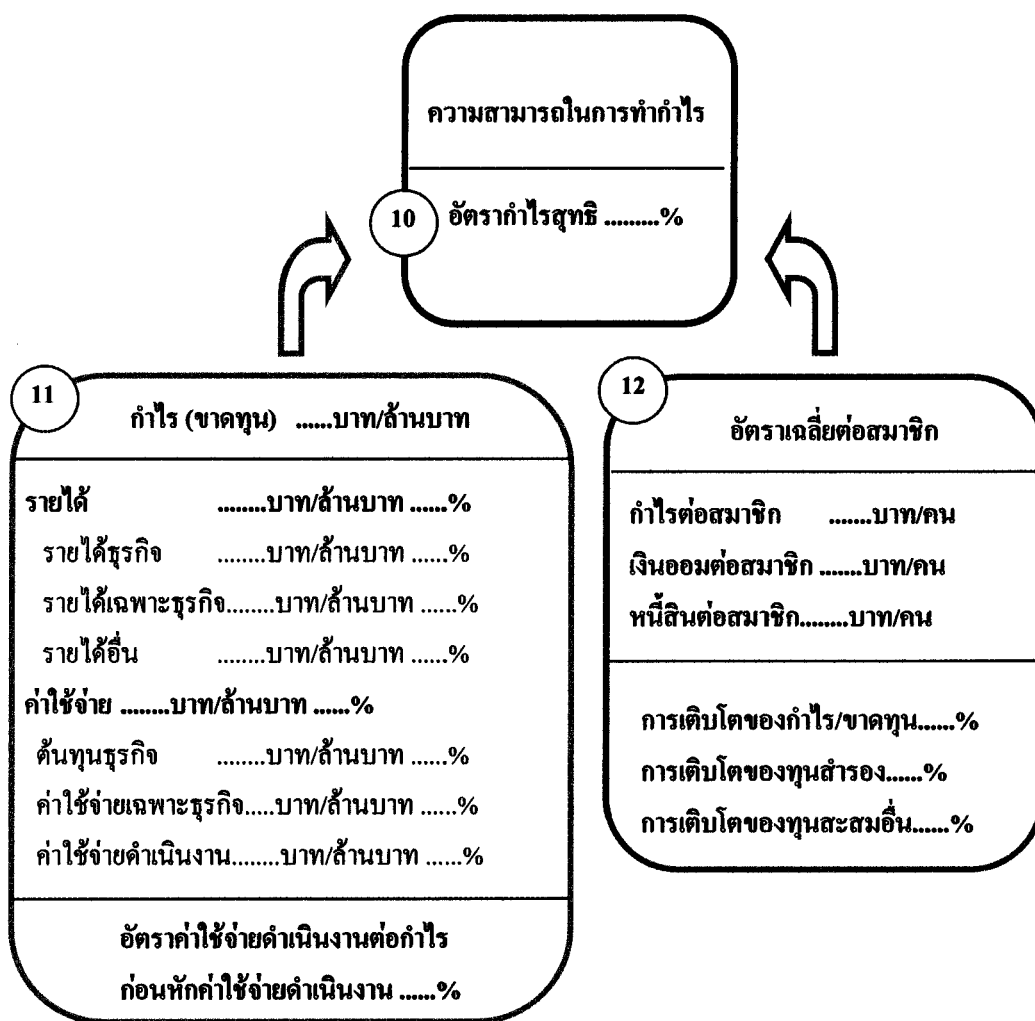 ความสามารถในการทำกำไร
10
อัตรากำไรสุทธิ .........%
11
กำไร (ขาดทุน) ......บาท/ล้านบาท
รายได้ ........บาท/ล้านบาท ......%
รายได้ธุรกิจ ........บาท/ล้านบาท ......%
รายได้เฉพาะธุรกิจ........บาท/ล้านบาท ......%
รายได้อื่น ........บาท/ล้านบาท ......%
ค่าใช้จ่าย ........บาท/ล้านบาท ......%
ต้นทุนธุรกิจ ........บาท/ล้านบาท ......%
ค่าใช้จ่ายเฉพาะธุรกิจ.....บาท/ล้านบาท ......%
ค่าใช้จ่ายดำเนินงาน........บาท/ล้านบาท ......%
อัตราค่าใช้จ่ายดำเนินงานต่อกำไร
ก่อนหักค่าใช้จ่ายดำเนินงาน ......%
12
อัตราเฉลี่ยต่อสมาชิก
กำไรต่อสมาชิก ........บาท/คน
เงินออมต่อสมาชิก ........บาท/คน
หนี้สินต่อสมาชิก.........บาท/คน
การเติบโตของกำไร/ขาดทุน......%
การเติบโตของทุนสำรอง......%
การเติบโตของทุนสะสมอื่น......%